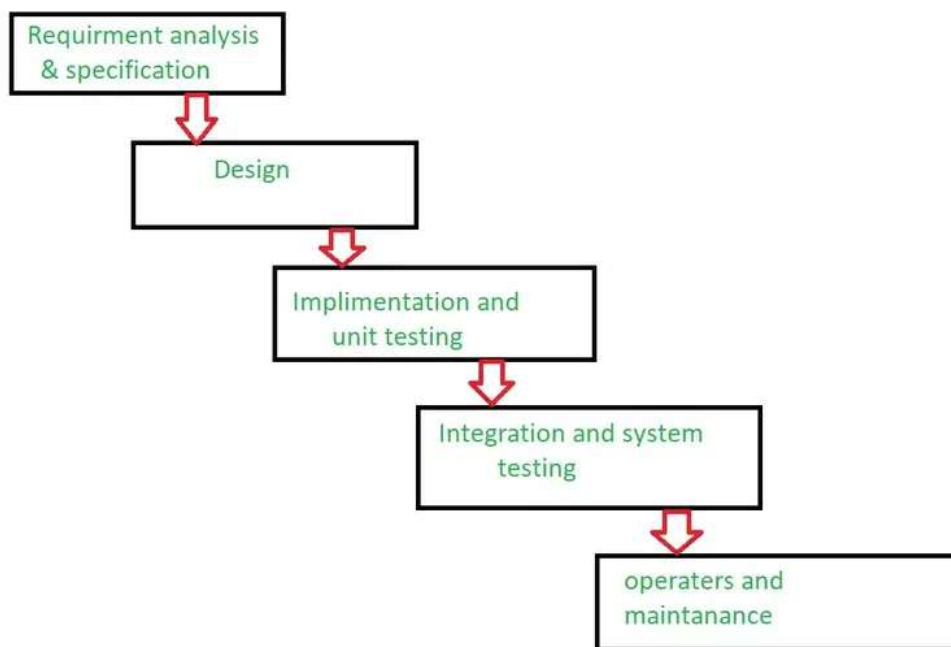 Requirment analysis
& specification
Design
Implimentation and
unit testing
Integration and system
testing
operaters and
maintanance